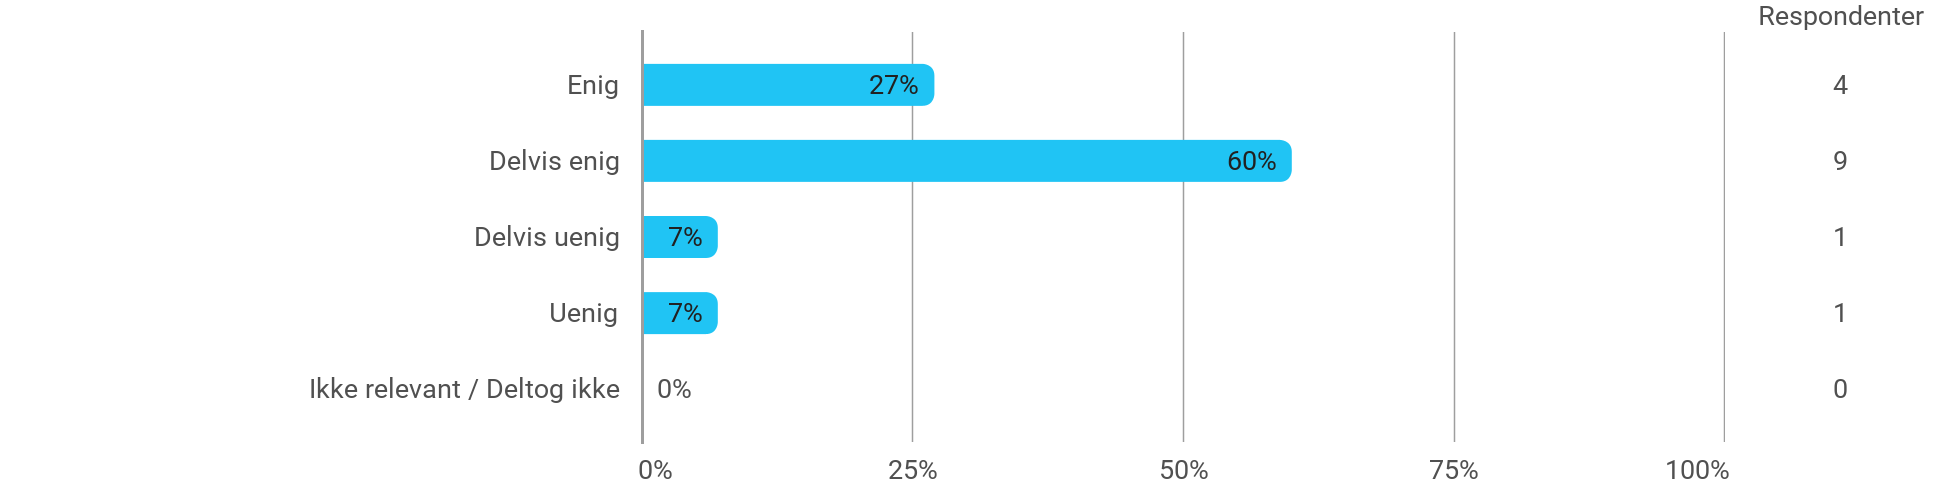 Respondenter
Enig 27% 4
Delvis enig 60% 9
Delvis uenig 7% 1
Uenig 7% 1
Ikke relevant / Deltog ikke 0% 0
0% 25% 50% 75% 100%